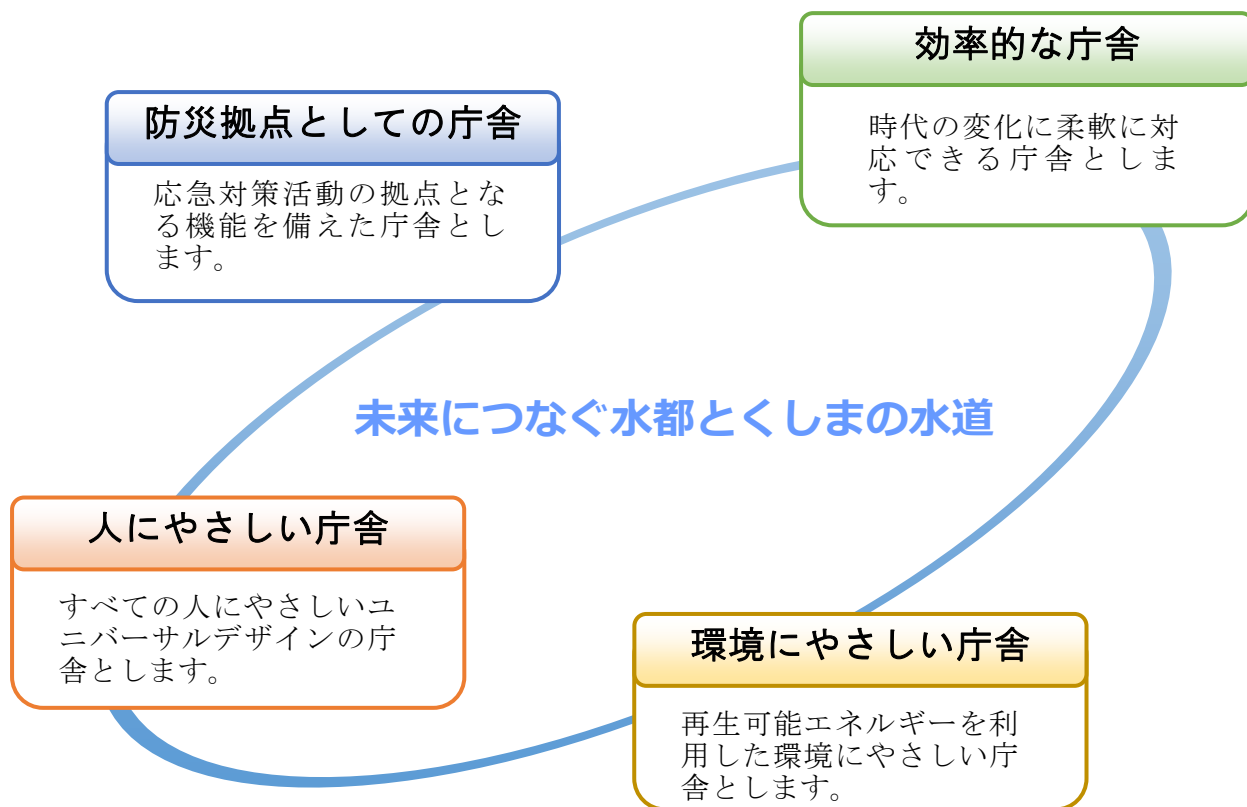 効率的な庁舎
時代の変化に柔軟に対
応できる庁舎としま
す。
防災拠点としての庁舎
応急対策活動の拠点とな
る機能を備えた庁舎とし
ます。
未来につなぐ水都とくしまの水道
人にやさしい庁舎
すべての人にやさしいユ
ニバーサルデザインの庁
舎とします。
環境にやさしい庁舎
再生可能エネルギーを利
用した環境にやさしい庁
舎とします。